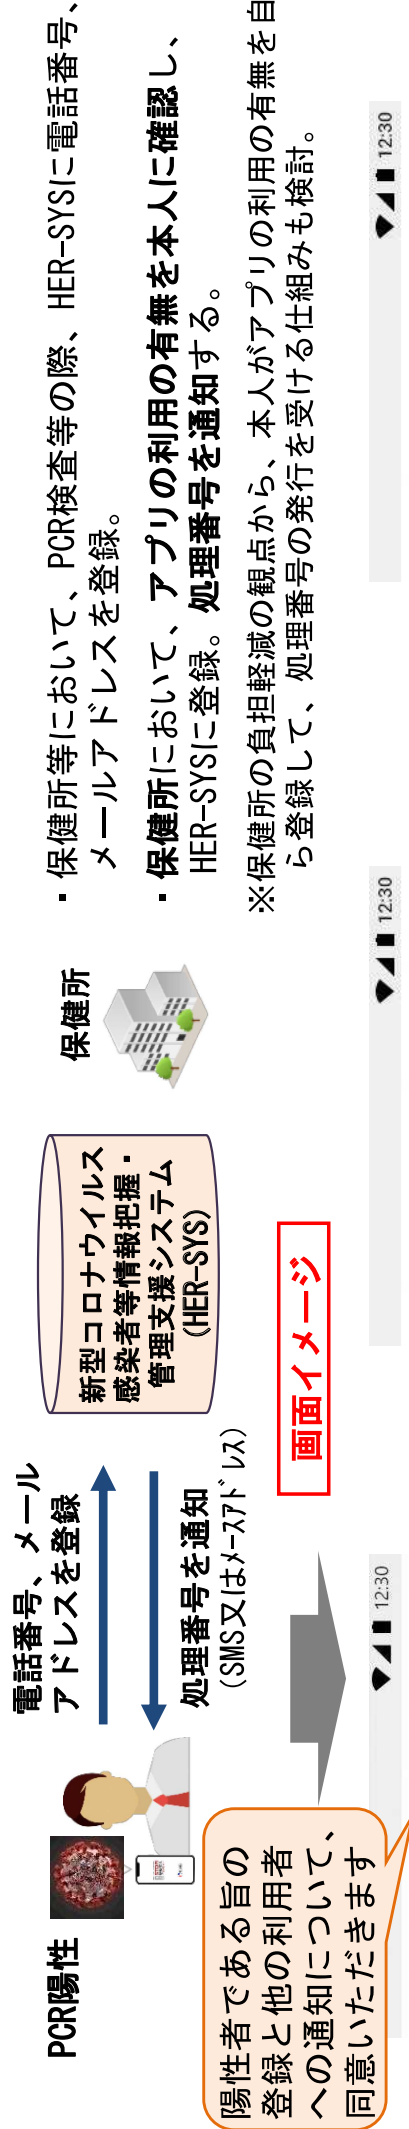 PCR陽性
電話番号、メール
アドレスを登録
処理番号を通知
(SMS又はﾒｰｽｱﾄﾞﾚｽ)
新型コロナウイルス
感染者等情報把握・
管理支援システム
(HER-SYS)
保健所
・保健所等において、PCR検査等の際、HER-SYSに電話番号、
メールアドレスを登録。
・保健所において、アプリの利用の有無を本人に確認し、
HER-SYSに登録。処理番号を通知する。
※保健所の負担軽減の観点から、本人がアプリの利用の有無を自
ら登録して、処理番号の発行を受ける仕組みも検討。
画面イメージ
陽性者である旨の
登録と他の利用者
への通知について、
同意いただきます
12:30
12:30
12:30